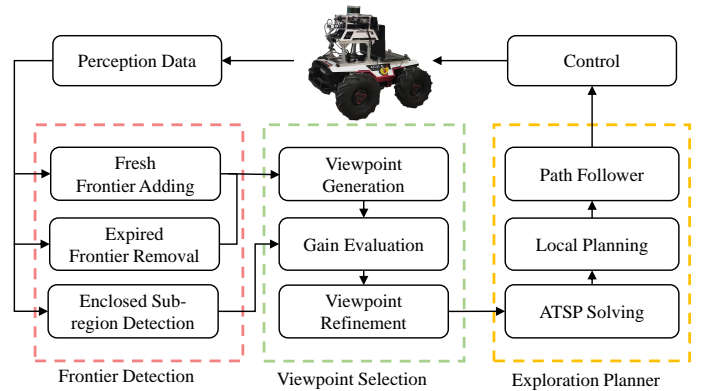 Perception Data
Control
Fresh
Frontier Adding
Expired
Frontier Removal
Enclosed Sub-
region Detection
Frontier Detection
Viewpoint
Generation
Gain Evaluation
Viewpoint
Refinement
Viewpoint Selection
Path Follower
Local Planning
ATSP Solving
Exploration Planner